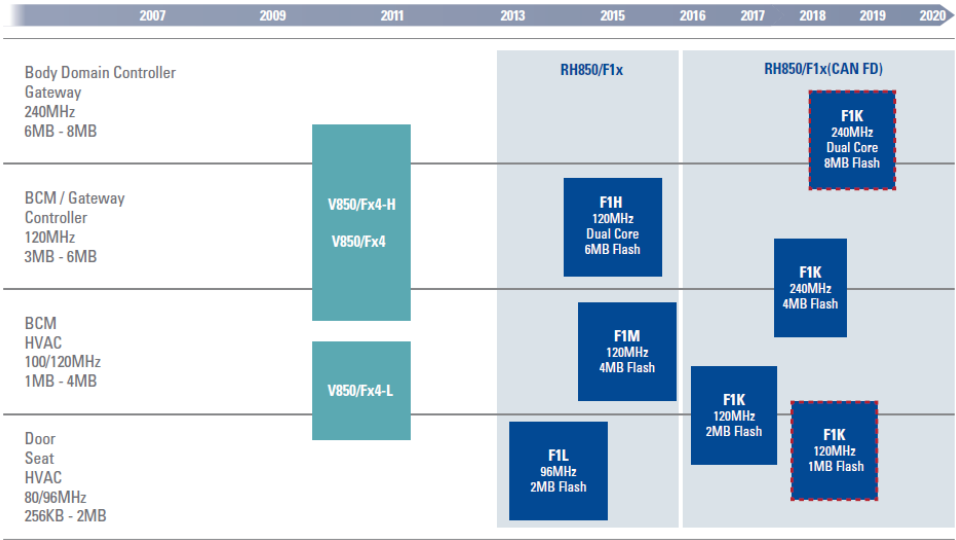 2007 2009 2011 2013 2015 2016 2017 2018 2019 2020
RH850/F1x
RH850/F1x(CAN FD)
Body Domain Controller
Gateway
240MHz
6MB - 8MB
F1K
240MHz
Dual Core
8MB Flash
BCM / Gateway
Controller
120MHz
3MB - 6MB
V850/Fx4-H
V850/Fx4
F1H
120MHz
Dual Core
6MB Flash
F1K
240MHz
4MB Flash
BCM
HVAC
100/120MHz
1MB - 4MB
V850/Fx4-L
F1M
120MHz
4MB Flash
F1K
120MHz
2MB Flash
Door
Seat
HVAC
80/96MHz
256KB - 2MB
F1L
96MHz
2MB Flash
F1K
120MHz
1MB Flash